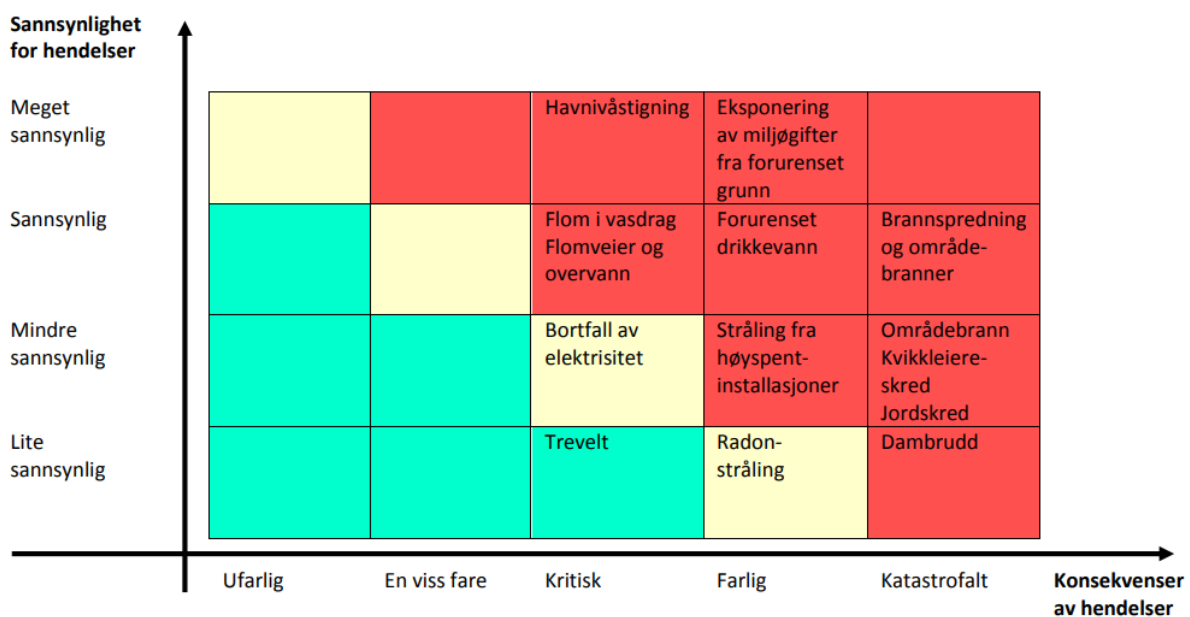 Sannsynlighet
for hendelser
Meget
sannsynlig
Havnivåstigning
Eksponering
av miljøgifter
fra forurenset
grunn
Sannsynlig
Flom i vasdrag
Flomveier og
overvann
Forurenset
drikkevann
Brannspredning
og område-
branner
Mindre
sannsynlig
Bortfall av
elektrisitet
Stråling fra
høyspent-
installasjoner
Områdebrann
Kvikkleiere-
skred
Jordskred
Lite
sannsynlig
Trevelt
Radon-
stråling
Dambrudd
Ufarlig
En viss fare
Kritisk
Farlig
Katastrofalt
Konsekvenser
av hendelser